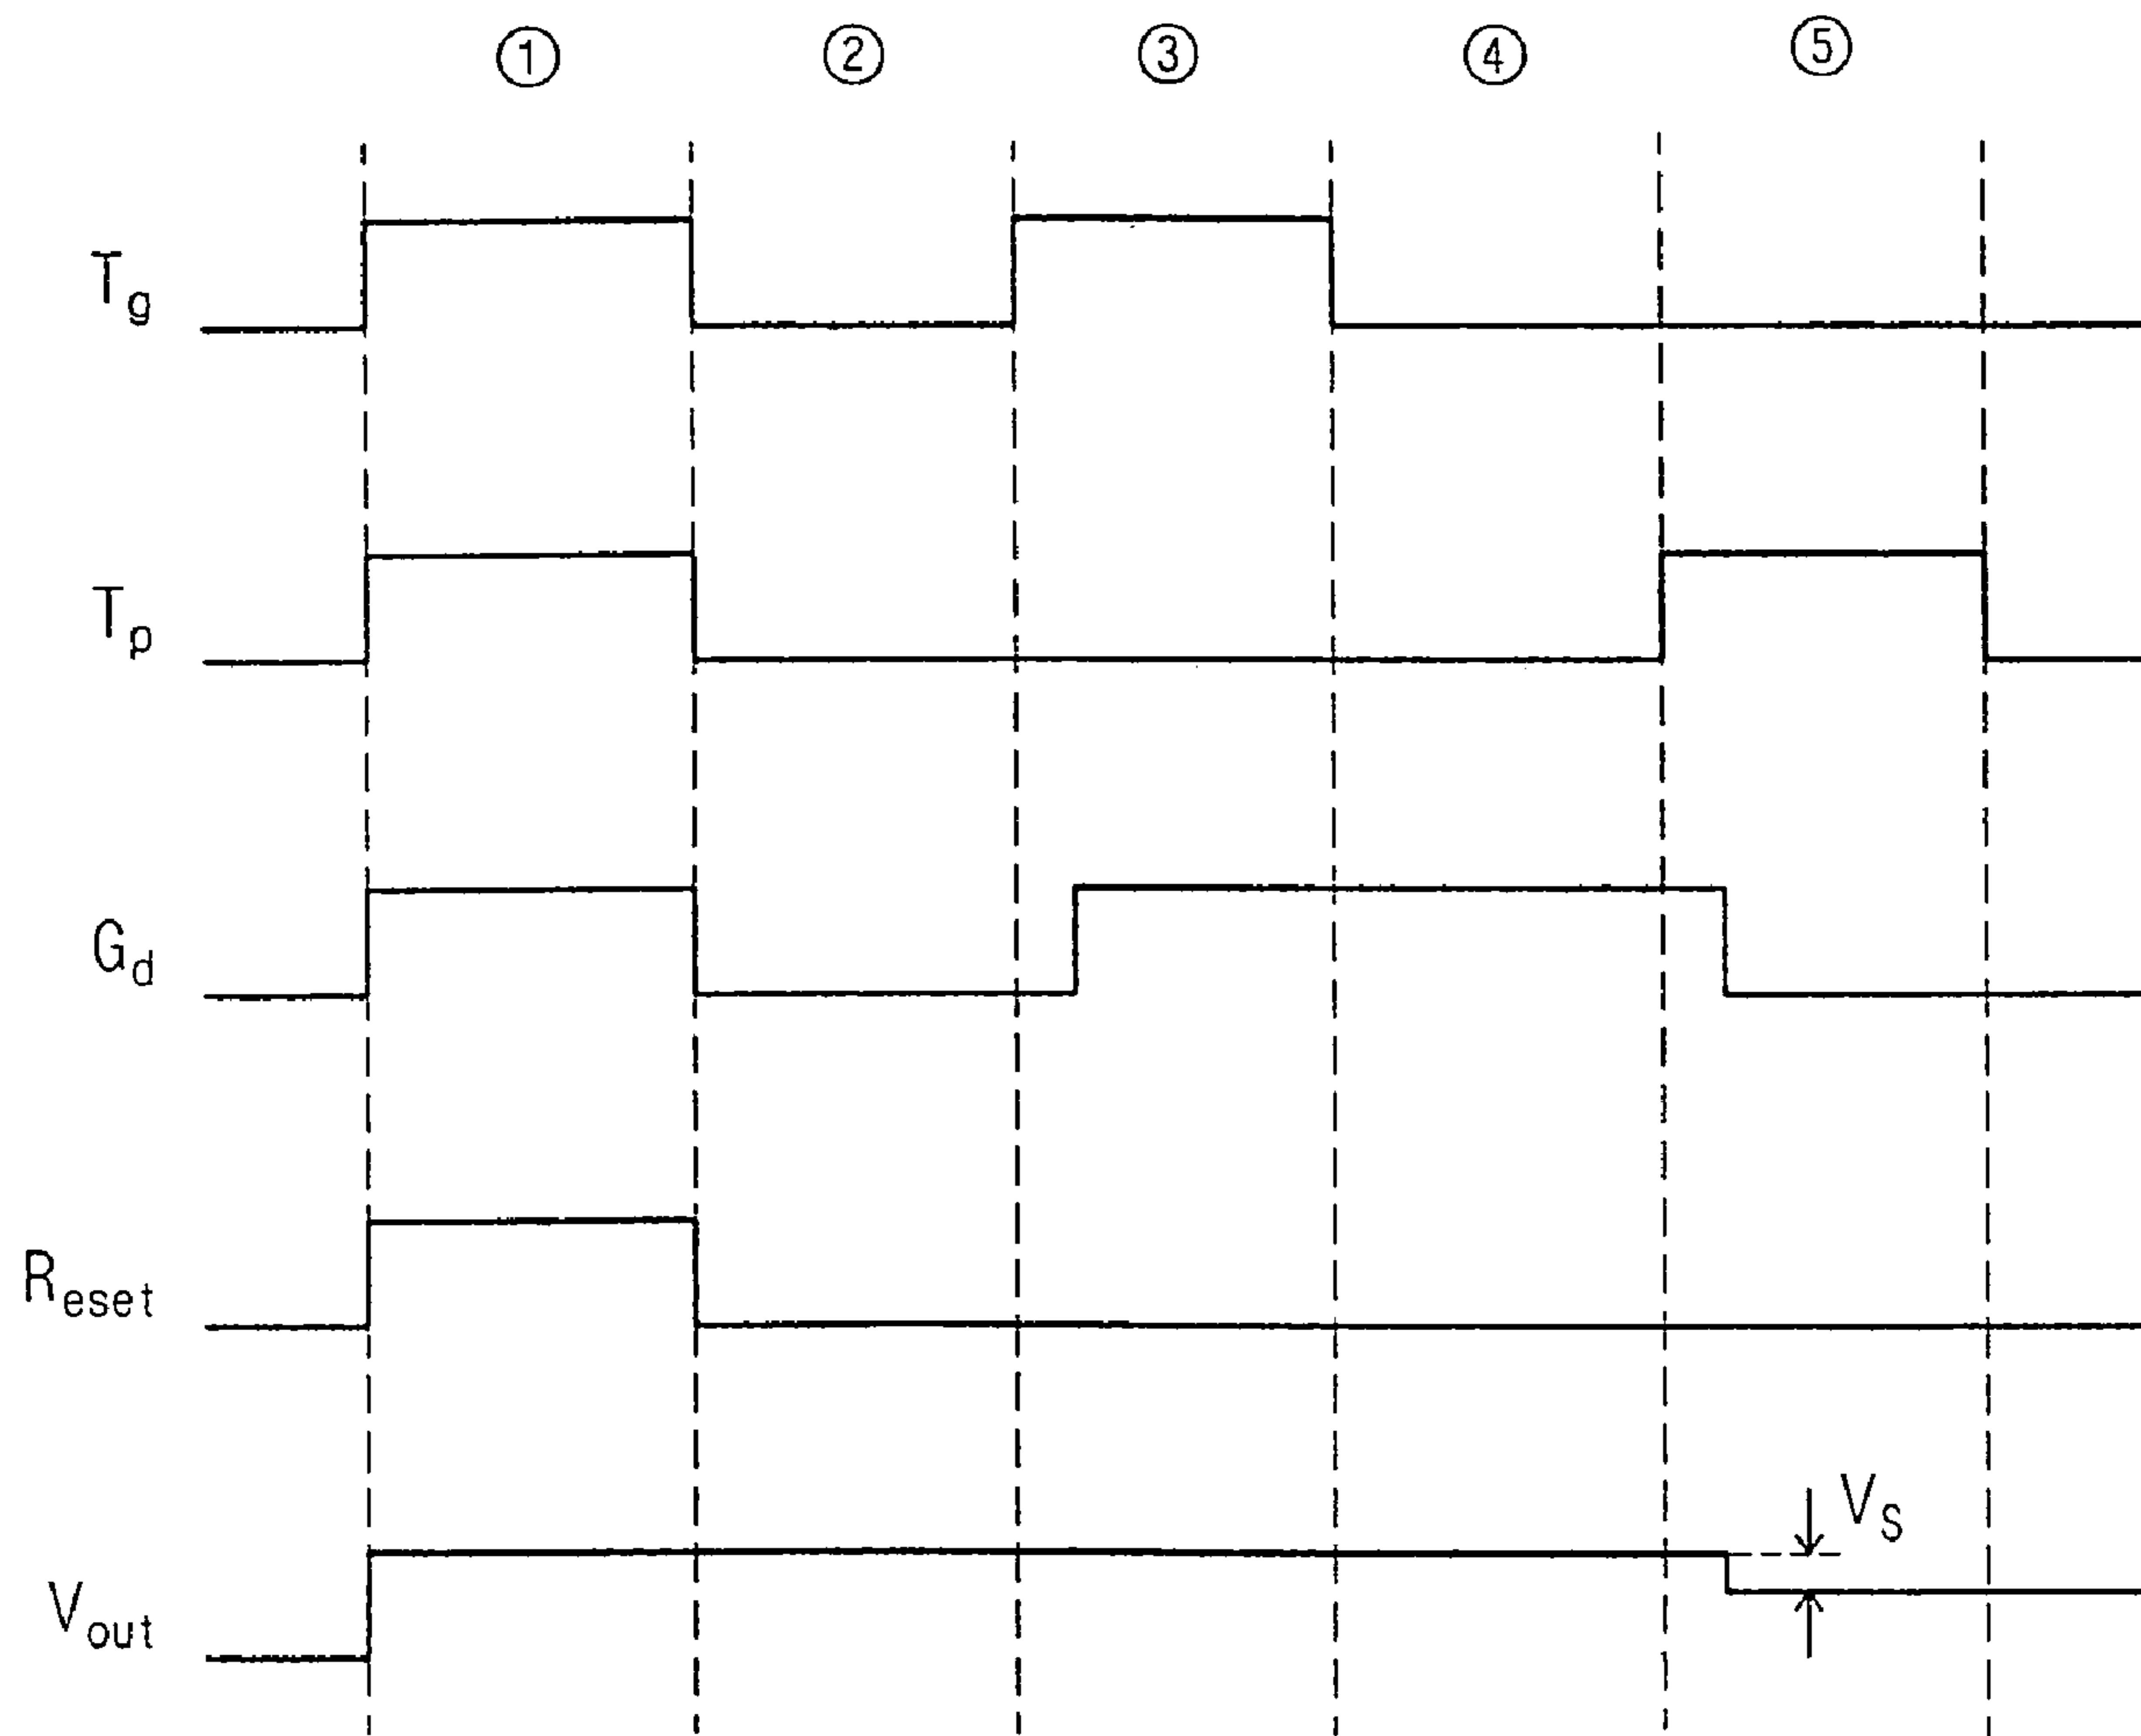 ① ② ③ ④ ⑤
Tg
Tp
Gd
Reset
VS
Vout